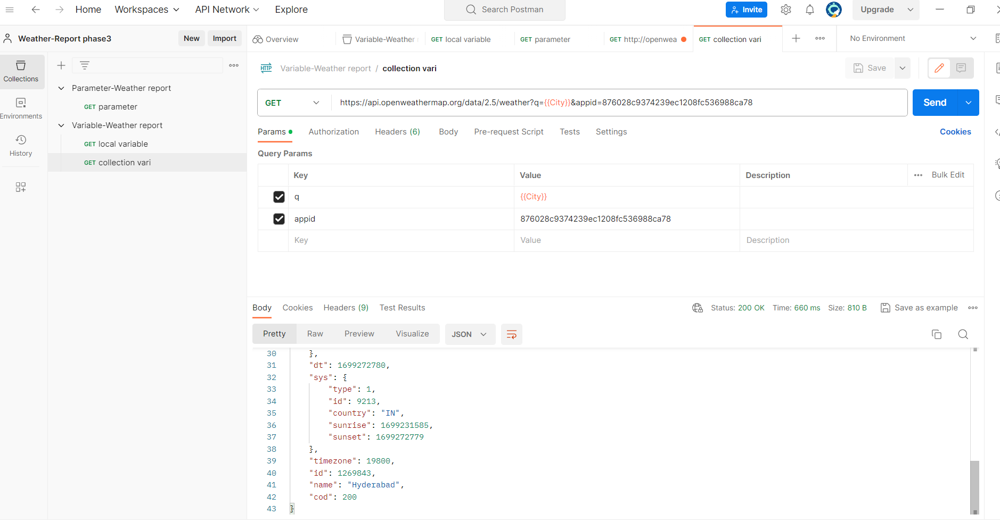 Home Workspaces API Network Explore Search Postman Invite Upgrade
Weather-Report phase3 New Import Overview Variable-Weather GET local variable GET parameter GET http://openwea GET collection vari No Environment
Collections
Environments
History
Parameter-Weather report
GET parameter
Variable-Weather report
GET local variable
GET collection vari
HTTP Variable-Weather report / collection vari Save
GET https://api.openweathermap.org/data/2.5/weather?q={{City}}&appid=876028c9374239ec1208fc536988ca78 Send
Params Authorization Headers (6) Body Pre-request Script Tests Settings Cookies
Query Params
Key Value Description Bulk Edit
q {{City}}
appid 876028c9374239ec1208fc536988ca78
Key Value Description
Body Cookies Headers (9) Test Results Status: 200 OK Time: 660 ms Size: 810 B Save as example
Pretty Raw Preview Visualize JSON
30 },
31 "dt": 1699272780,
32 "sys": {
33 "type": 1,
34 "id": 9213,
35 "country": "IN",
36 "sunrise": 1699231585,
37 "sunset": 1699272779
38 },
39 "timezone": 19800,
40 "id": 1269843,
41 "name": "Hyderabad",
42 "cod": 200
43 }